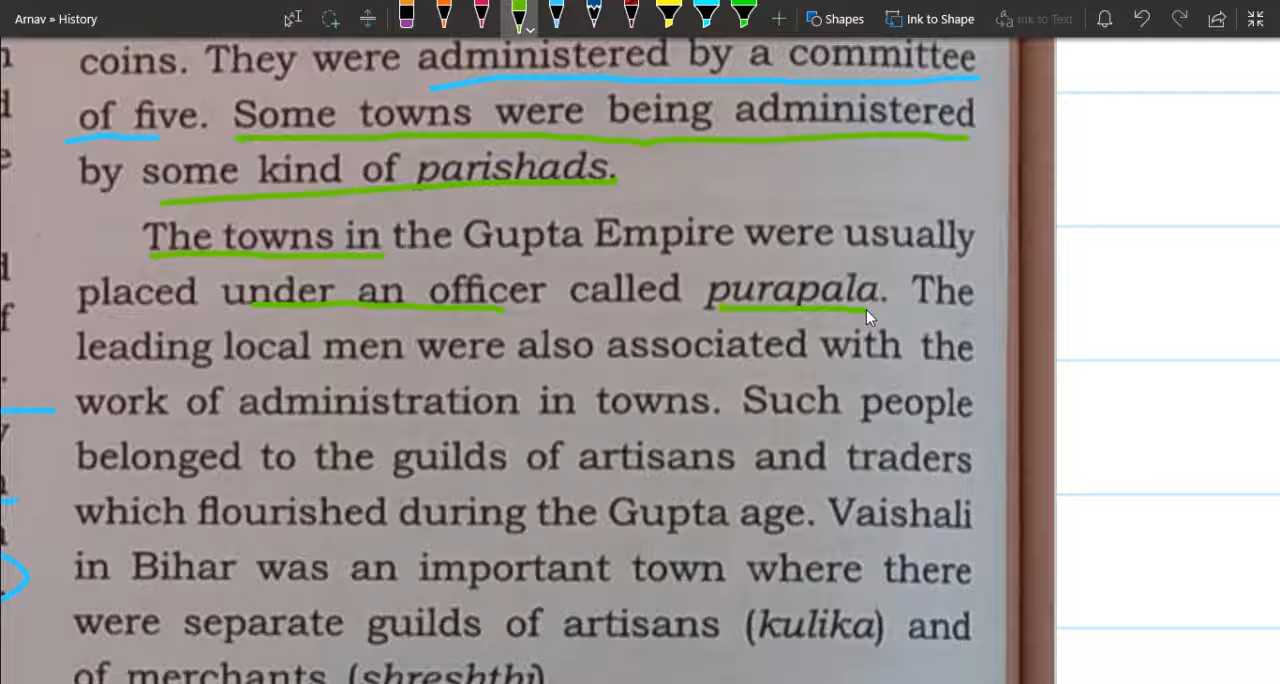 Arnav » History
Shapes
Ink to Shape
Ink to Text
coins. They were administered by a committee
of five. Some towns were being administered
by some kind of parishads.
The towns in the Gupta Empire were usually
placed under an officer called purapala. The
leading local men were also associated with the
work of administration in towns. Such people
belonged to the guilds of artisans and traders
which flourished during the Gupta age. Vaishali
in Bihar was an important town where there
were separate guilds of artisans (kulika) and
of merchants (shreshthi)